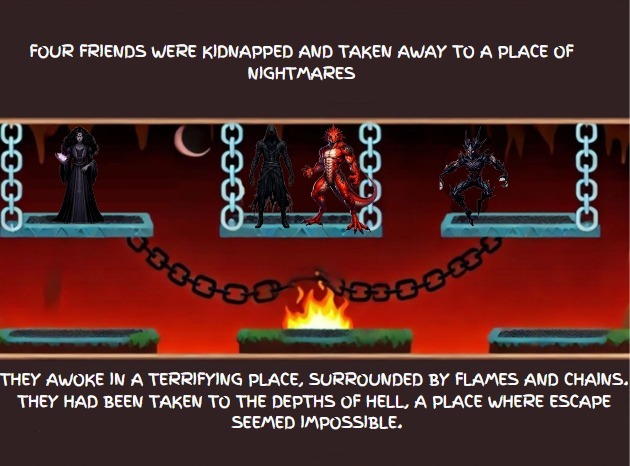 FOUR FRIENDS WERE KIDNAPPED AND TAKEN AWAY TO A PLACE OF
NIGHTMARES
THEY AWOKE IN A TERRIFYING PLACE, SURROUNDED BY FLAMES AND CHAINS.
THEY HAD BEEN TAKEN TO THE DEPTHS OF HELL, A PLACE WHERE ESCAPE
SEEMED IMPOSSIBLE.